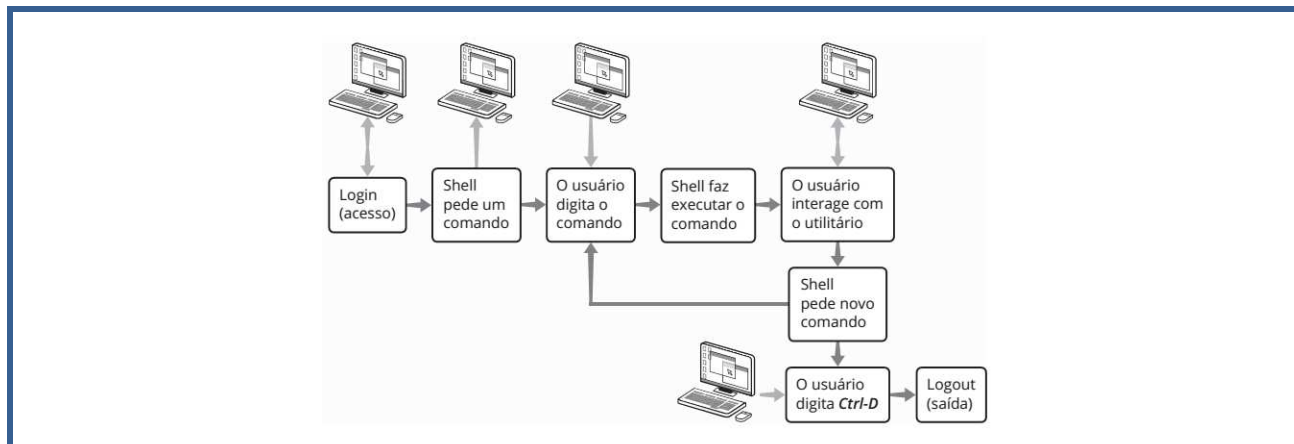 Login
(acesso)
Shell
pede um
comando
O usuário
digita o
comando
Shell faz
executar o
comando
O usuário
interage com
o utilitário
Shell
pede novo
comando
O usuário
digita Ctrl-D
Logout
(saída)